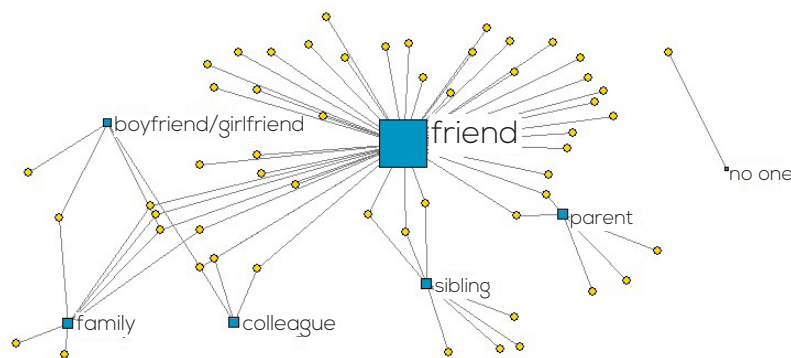 friend
boyfriend/girlfriend
no one
parent
sibling
family
colleague